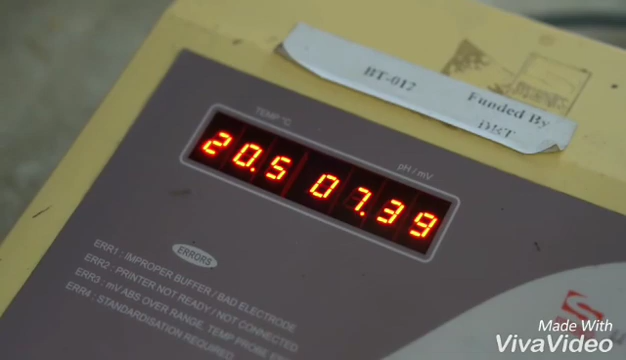 BT-012
Funded By
DBT
TEMP °C
pH / mV
20.5 07.39
ERRORS
ERR1 : IMPROPER BUFFER / BAD ELECTRODE
ERR2 : PRINTER NOT READY / NOT CONNECTED
ERR3 : mV ABS OVER RANGE, TEMP PROBE
ERR4 : STANDARDISATION REQUIRED
Made With
VivaVideo